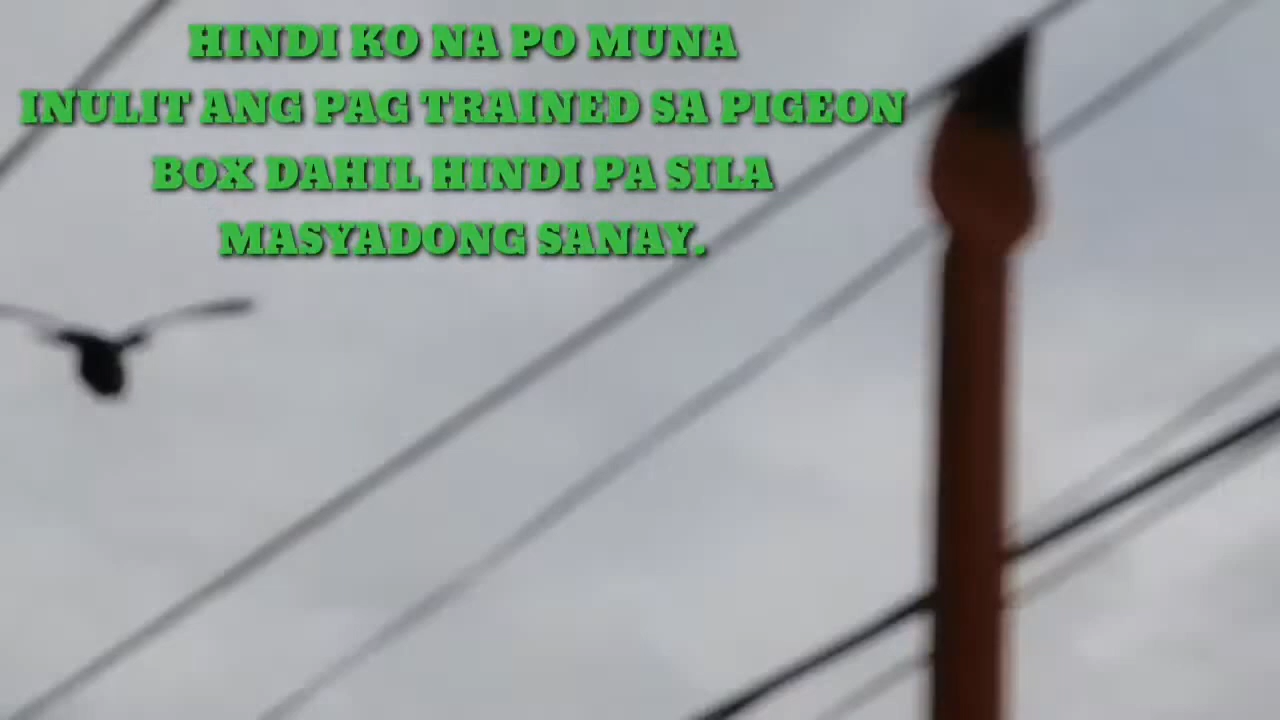 HINDI KO NA PO MUNA
INULIT ANG PAG TRAINED SA PIGEON
BOX DAHIL HINDI PA SILA
MASYADONG SANAY.